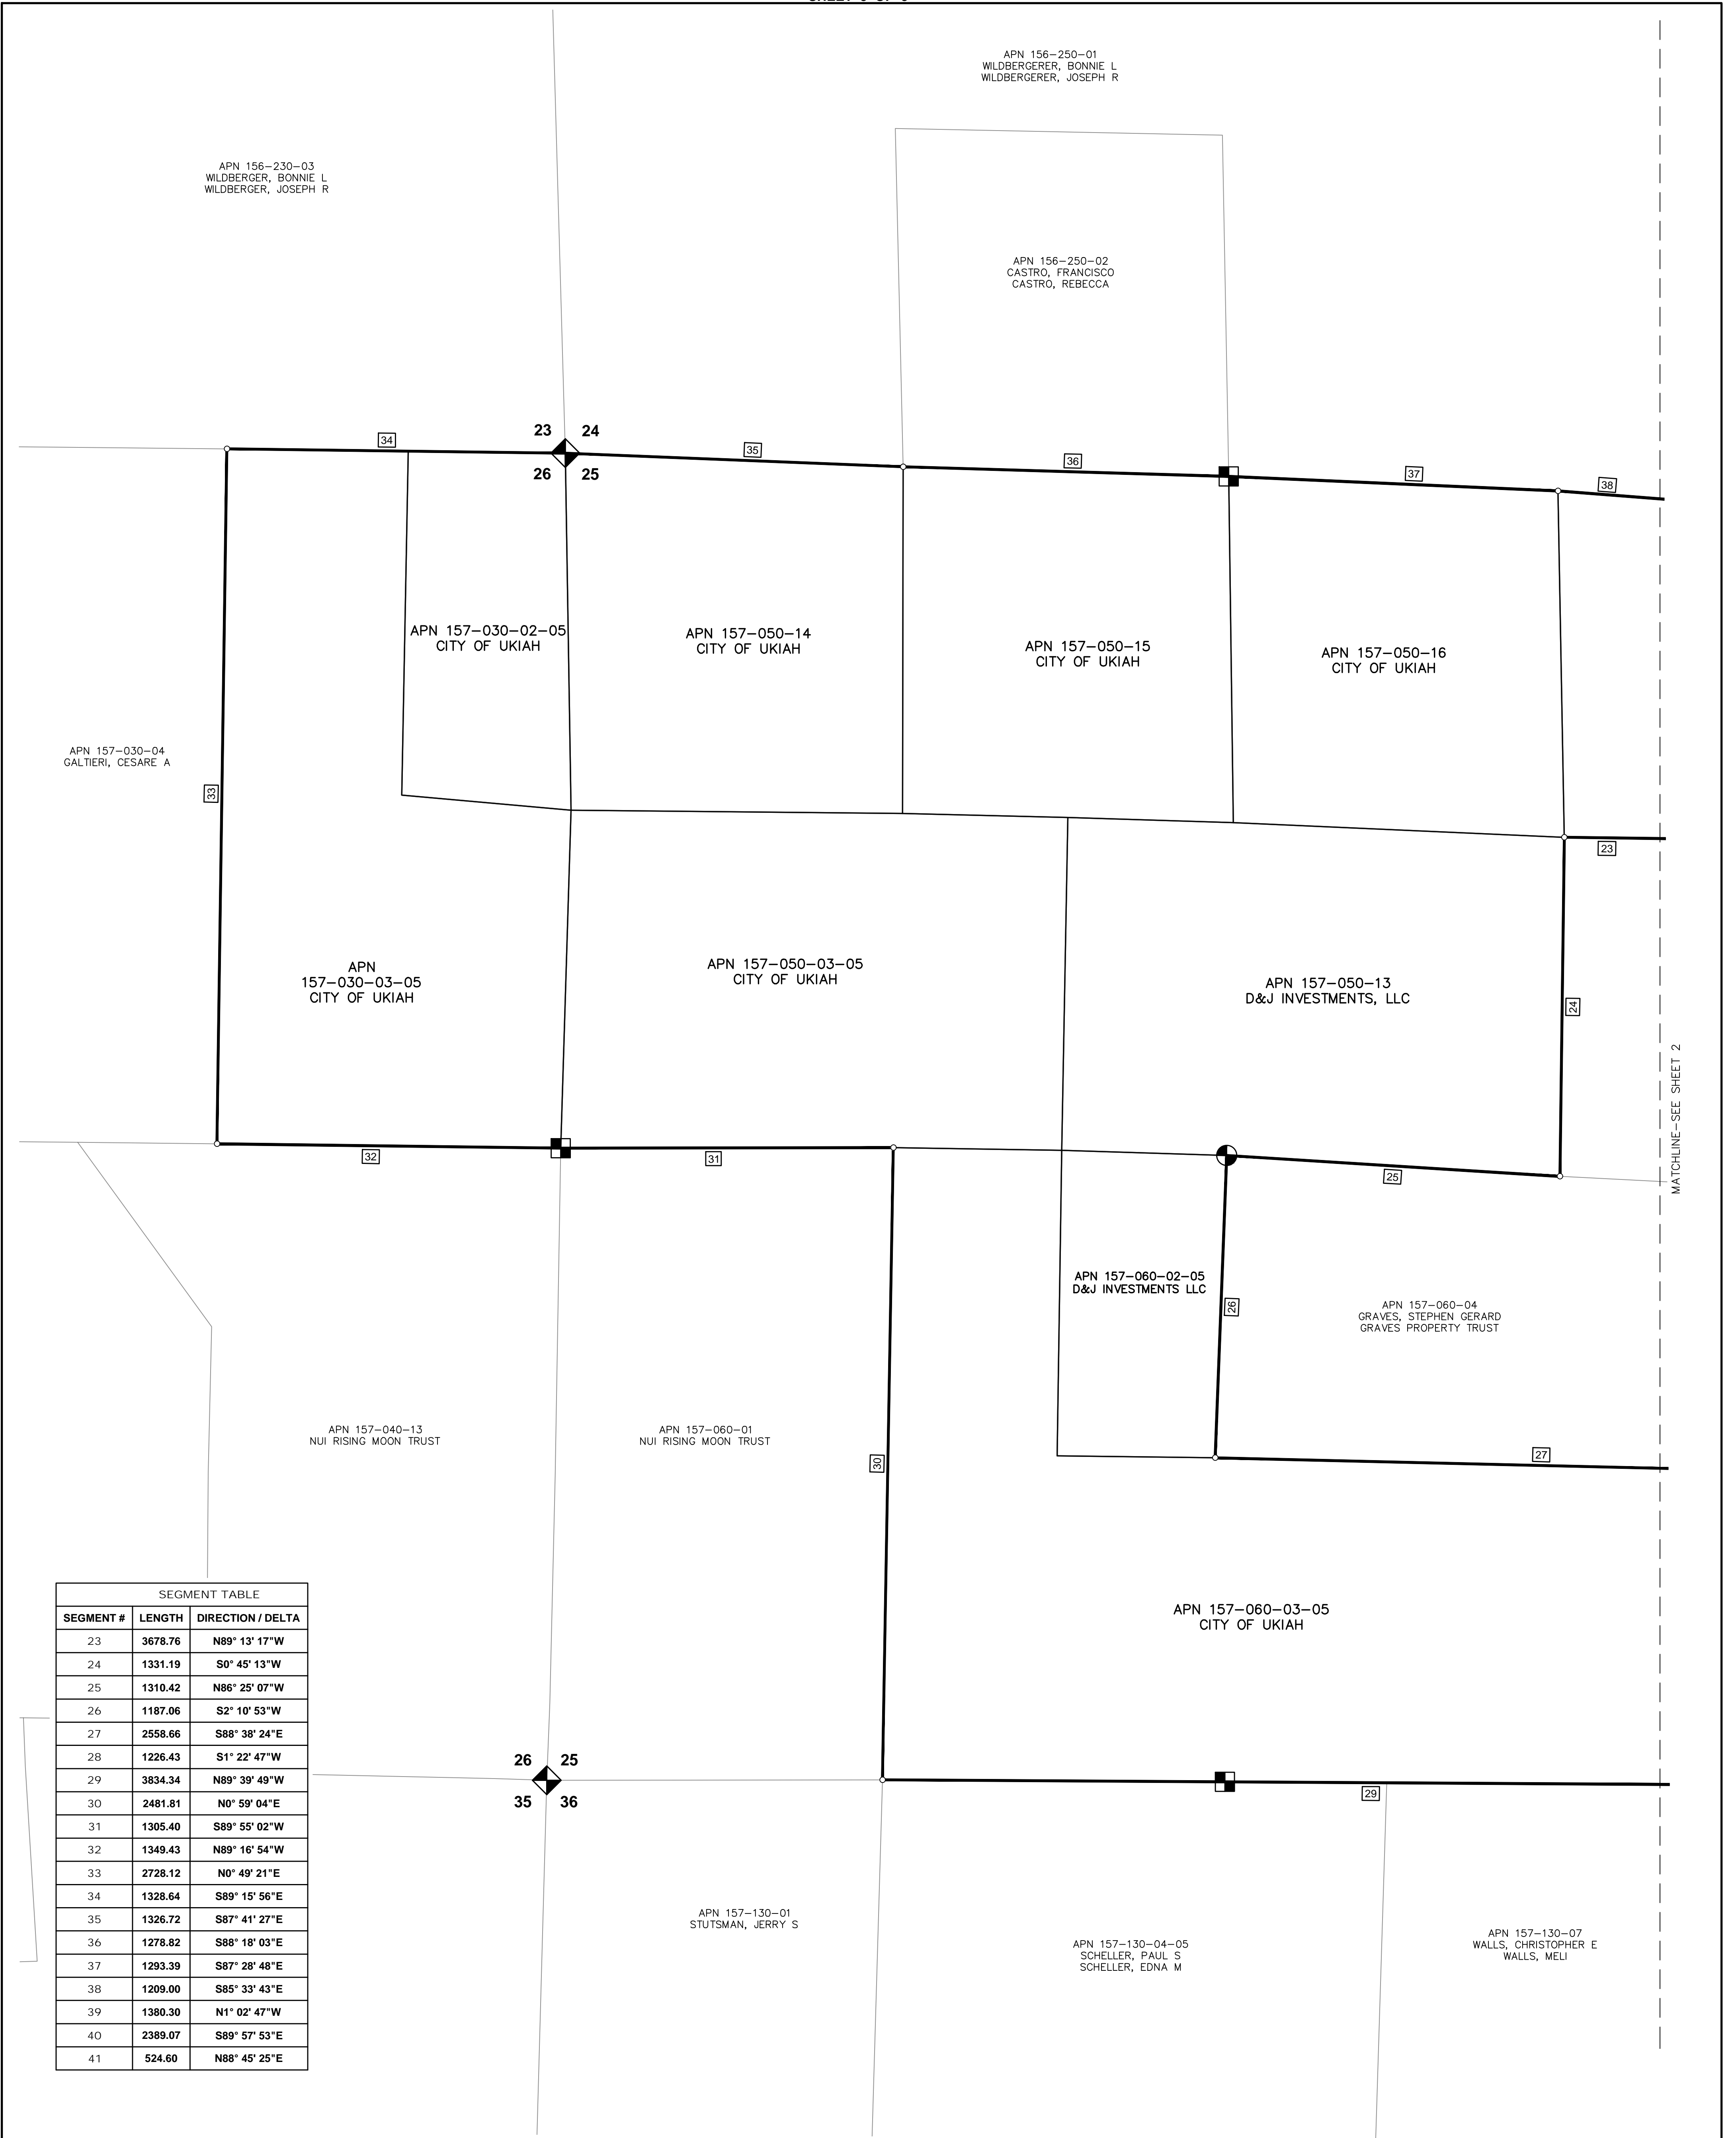 APN 156-250-01
WILDBERGERER, BONNIE L
WILDBERGERER, JOSEPH R
APN 156-230-03
WILDBERGER, BONNIE L
WILDBERGER, JOSEPH R
APN 156-250-02
CASTRO, FRANCISCO
CASTRO, REBECCA
23 24
26 25
34
35
36
37
38
APN 157-030-02-05
CITY OF UKIAH
APN 157-050-14
CITY OF UKIAH
APN 157-050-15
CITY OF UKIAH
APN 157-050-16
CITY OF UKIAH
APN 157-030-04
GALTIERI, CESARE A
33
23
APN
157-030-03-05
CITY OF UKIAH
APN 157-050-03-05
CITY OF UKIAH
APN 157-050-13
D&J INVESTMENTS, LLC
24
MATCHLINE-SEE SHEET 2
32
31
25
APN 157-060-02-05
D&J INVESTMENTS LLC
26
APN 157-060-04
GRAVES, STEPHEN GERARD
GRAVES PROPERTY TRUST
APN 157-040-13
NUI RISING MOON TRUST
APN 157-060-01
NUI RISING MOON TRUST
30
27
APN 157-060-03-05
CITY OF UKIAH
SEGMENT TABLE
SEGMENT # LENGTH DIRECTION / DELTA
23 3678.76 N89° 13' 17"W
24 1331.19 S0° 45' 13"W
25 1310.42 N86° 25' 07"W
26 1187.06 S2° 10' 53"W
27 2558.66 S88° 38' 24"E
28 1226.43 S1° 22' 47"W
29 3834.34 N89° 39' 49"W
30 2481.81 N0° 59' 04"E
31 1305.40 S89° 55' 02"W
32 1349.43 N89° 16' 54"W
33 2728.12 N0° 49' 21"E
34 1328.64 S89° 15' 56"E
35 1326.72 S87° 41' 27"E
36 1278.82 S88° 18' 03"E
37 1293.39 S87° 28' 48"E
38 1209.00 S85° 33' 43"E
39 1380.30 N1° 02' 47"W
40 2389.07 S89° 57' 53"E
41 524.60 N88° 45' 25"E
26 25
35 36
29
APN 157-130-01
STUTSMAN, JERRY S
APN 157-130-04-05
SCHELLER, PAUL S
SCHELLER, EDNA M
APN 157-130-07
WALLS, CHRISTOPHER E
WALLS, MELI